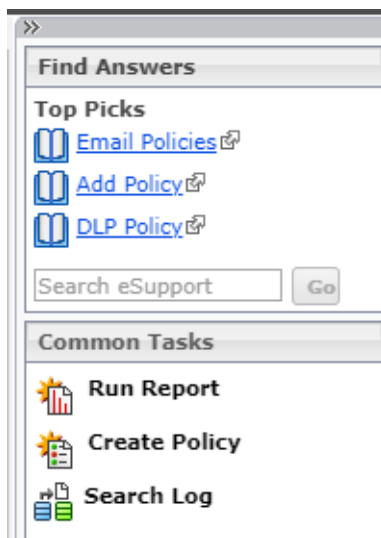 Find Answers
Top Picks
Email Policies
Add Policy
DLP Policy
Search eSupport Go
Common Tasks
Run Report
Create Policy
Search Log